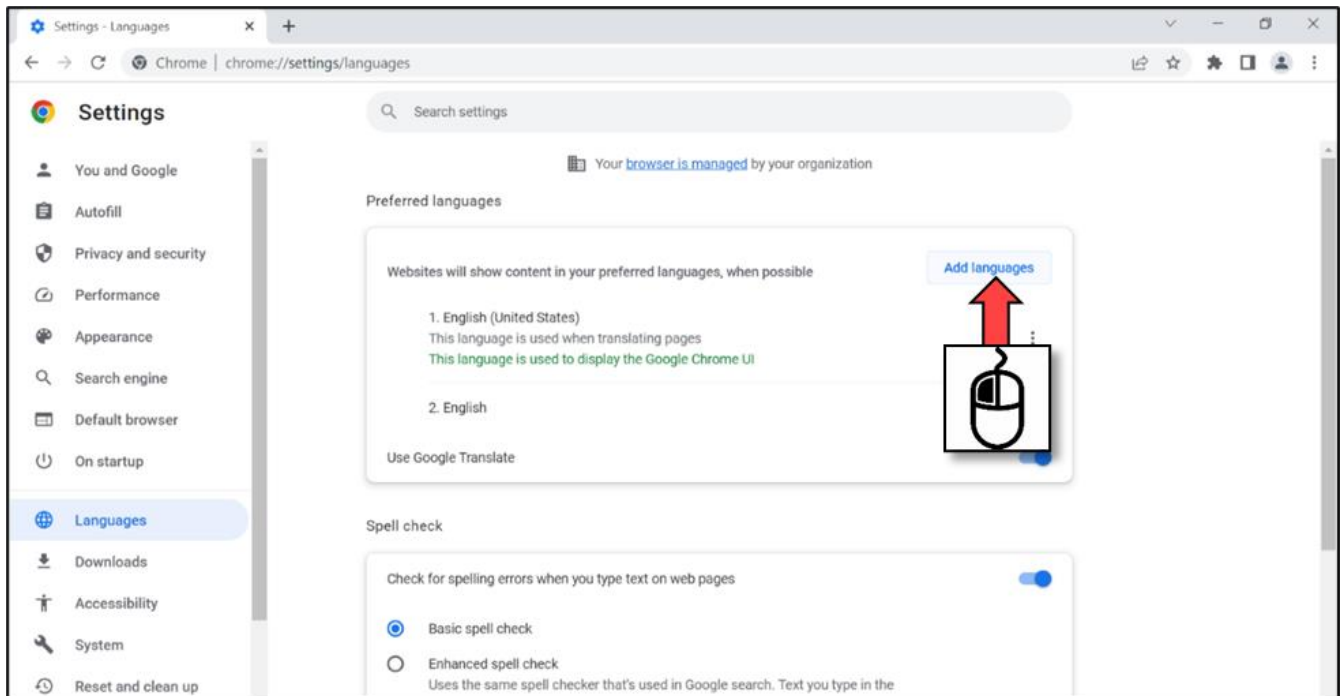 Settings - Languages
Chrome | chrome://settings/languages
Settings
Search settings
You and Google
Autofill
Privacy and security
Performance
Appearance
Search engine
Default browser
On startup
Languages
Downloads
Accessibility
System
Reset and clean up
Your browser is managed by your organization
Preferred languages
Websites will show content in your preferred languages, when possible
Add languages
1. English (United States)
This language is used when translating pages
This language is used to display the Google Chrome UI
2. English
Use Google Translate
Spell check
Check for spelling errors when you type text on web pages
Basic spell check
Enhanced spell check
Uses the same spell checker that's used in Google search. Text you type in the